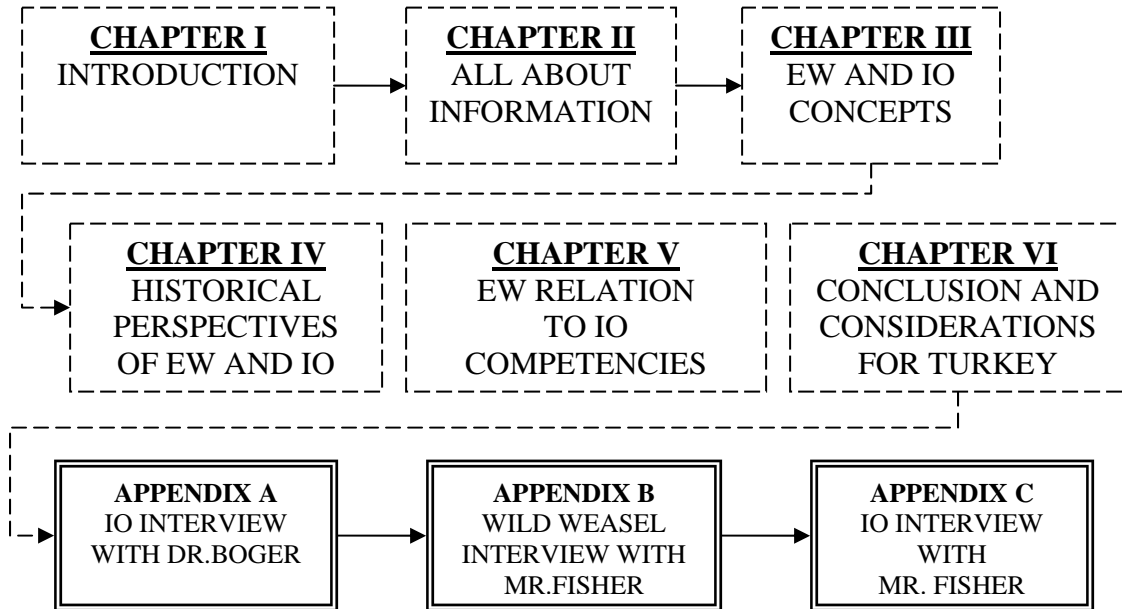 CHAPTER I
INTRODUCTION
CHAPTER II
ALL ABOUT
INFORMATION
CHAPTER III
EW AND IO
CONCEPTS
CHAPTER IV
HISTORICAL
PERSPECTIVES
OF EW AND IO
CHAPTER V
EW RELATION
TO IO
COMPETENCIES
CHAPTER VI
CONCLUSION AND
CONSIDERATIONS
FOR TURKEY
APPENDIX A
IO INTERVIEW
WITH DR.BOGER
APPENDIX B
WILD WEASEL
INTERVIEW WITH
MR.FISHER
APPENDIX C
IO INTERVIEW
WITH
MR. FISHER